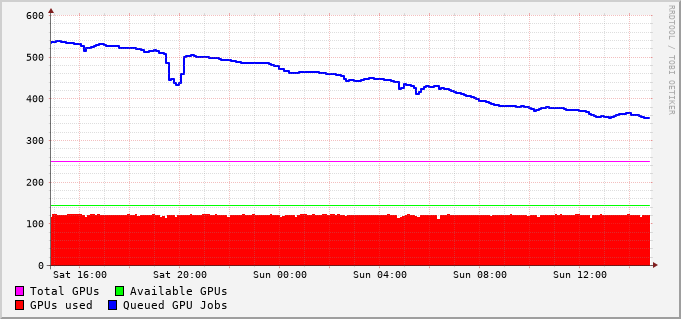 600
500
400
300
200
100
0
Sat 16:00 Sat 20:00 Sun 00:00 Sun 04:00 Sun 08:00 Sun 12:00
Total GPUs Available GPUs
GPUs used Queued GPU Jobs
RRDTOOL / TOBI OETIKER